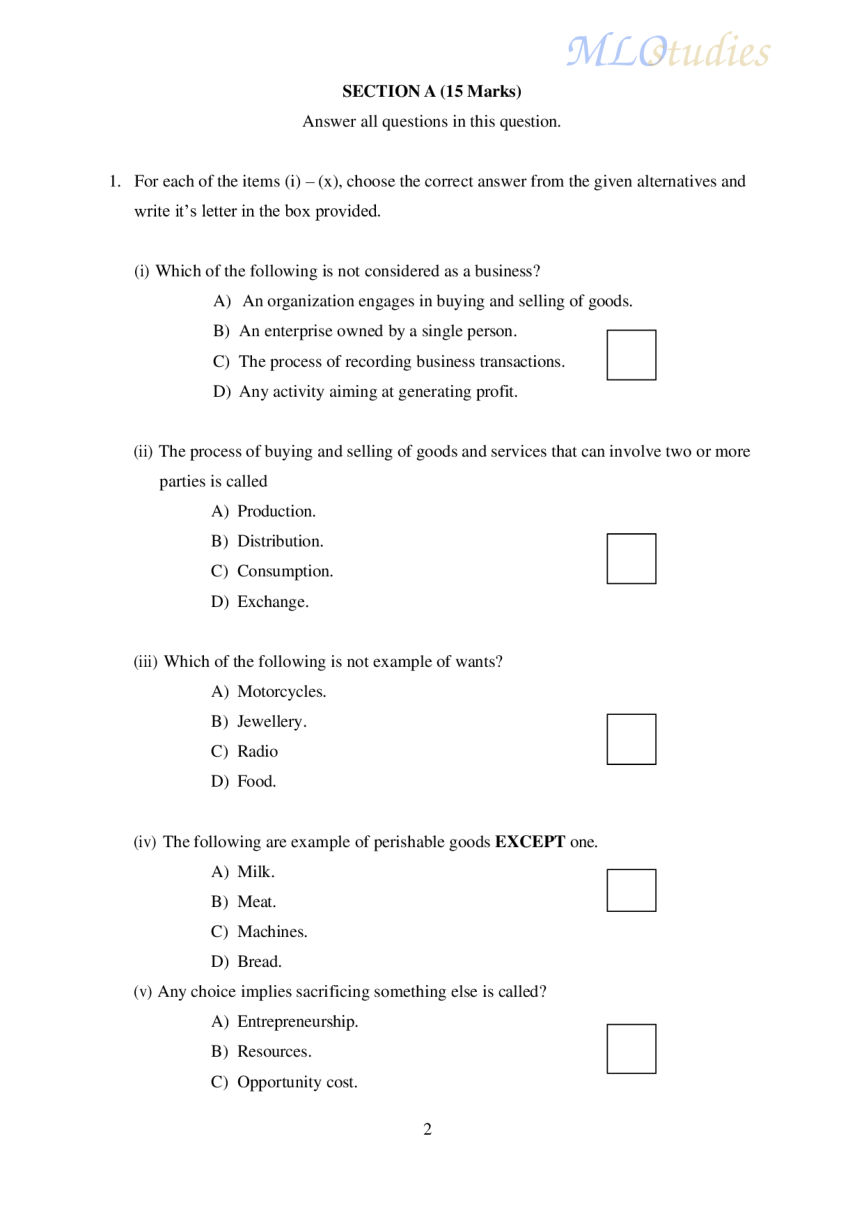 MLOstudies
SECTION A (15 Marks)
Answer all questions in this question.
1. For each of the items (i) – (x), choose the correct answer from the given alternatives and
write it’s letter in the box provided.
(i) Which of the following is not considered as a business?
A) An organization engages in buying and selling of goods.
B) An enterprise owned by a single person.
C) The process of recording business transactions.
D) Any activity aiming at generating profit.
(ii) The process of buying and selling of goods and services that can involve two or more
parties is called
A) Production.
B) Distribution.
C) Consumption.
D) Exchange.
(iii) Which of the following is not example of wants?
A) Motorcycles.
B) Jewellery.
C) Radio
D) Food.
(iv) The following are example of perishable goods EXCEPT one.
A) Milk.
B) Meat.
C) Machines.
D) Bread.
(v) Any choice implies sacrificing something else is called?
A) Entrepreneurship.
B) Resources.
C) Opportunity cost.
2